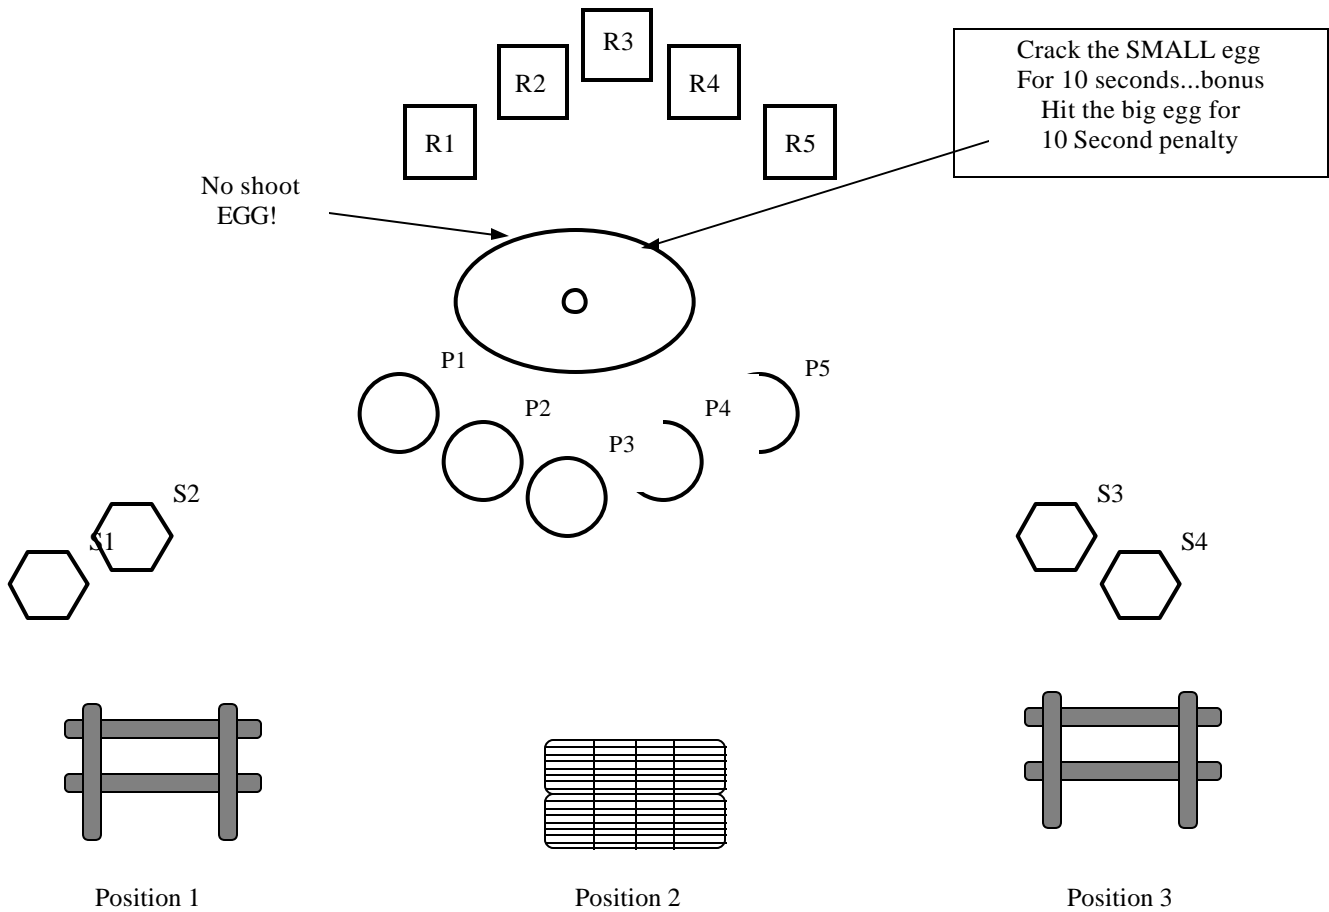 R3
R2
R4
R1
R5
Crack the SMALL egg
For 10 seconds...bonus
Hit the big egg for
10 Second penalty
No shoot
EGG!
P1
P5
P2
P4
P3
S2
S1
S3
S4
Position 1
Position 2
Position 3